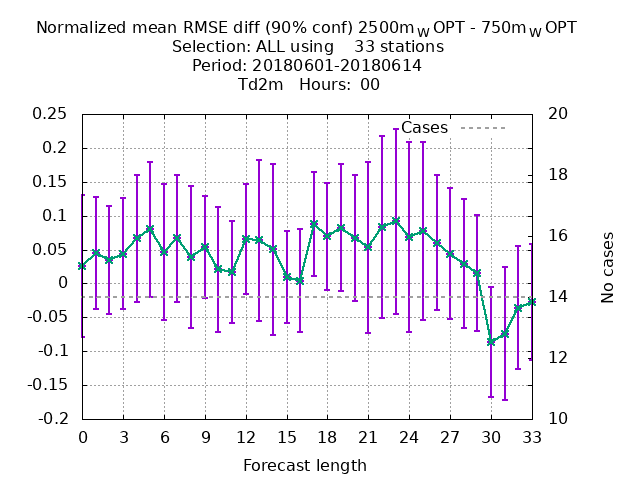 Normalized mean RMSE diff (90% conf) 2500m_W OPT - 750m_W OPT
Selection: ALL using    33 stations
Period: 20180601-20180614
Td2m   Hours: 00
Cases
0.25
0.2
0.15
0.1
0.05
0
-0.05
-0.1
-0.15
-0.2
20
18
16
14
12
10
No cases
0 3 6 9 12 15 18 21 24 27 30 33
Forecast length